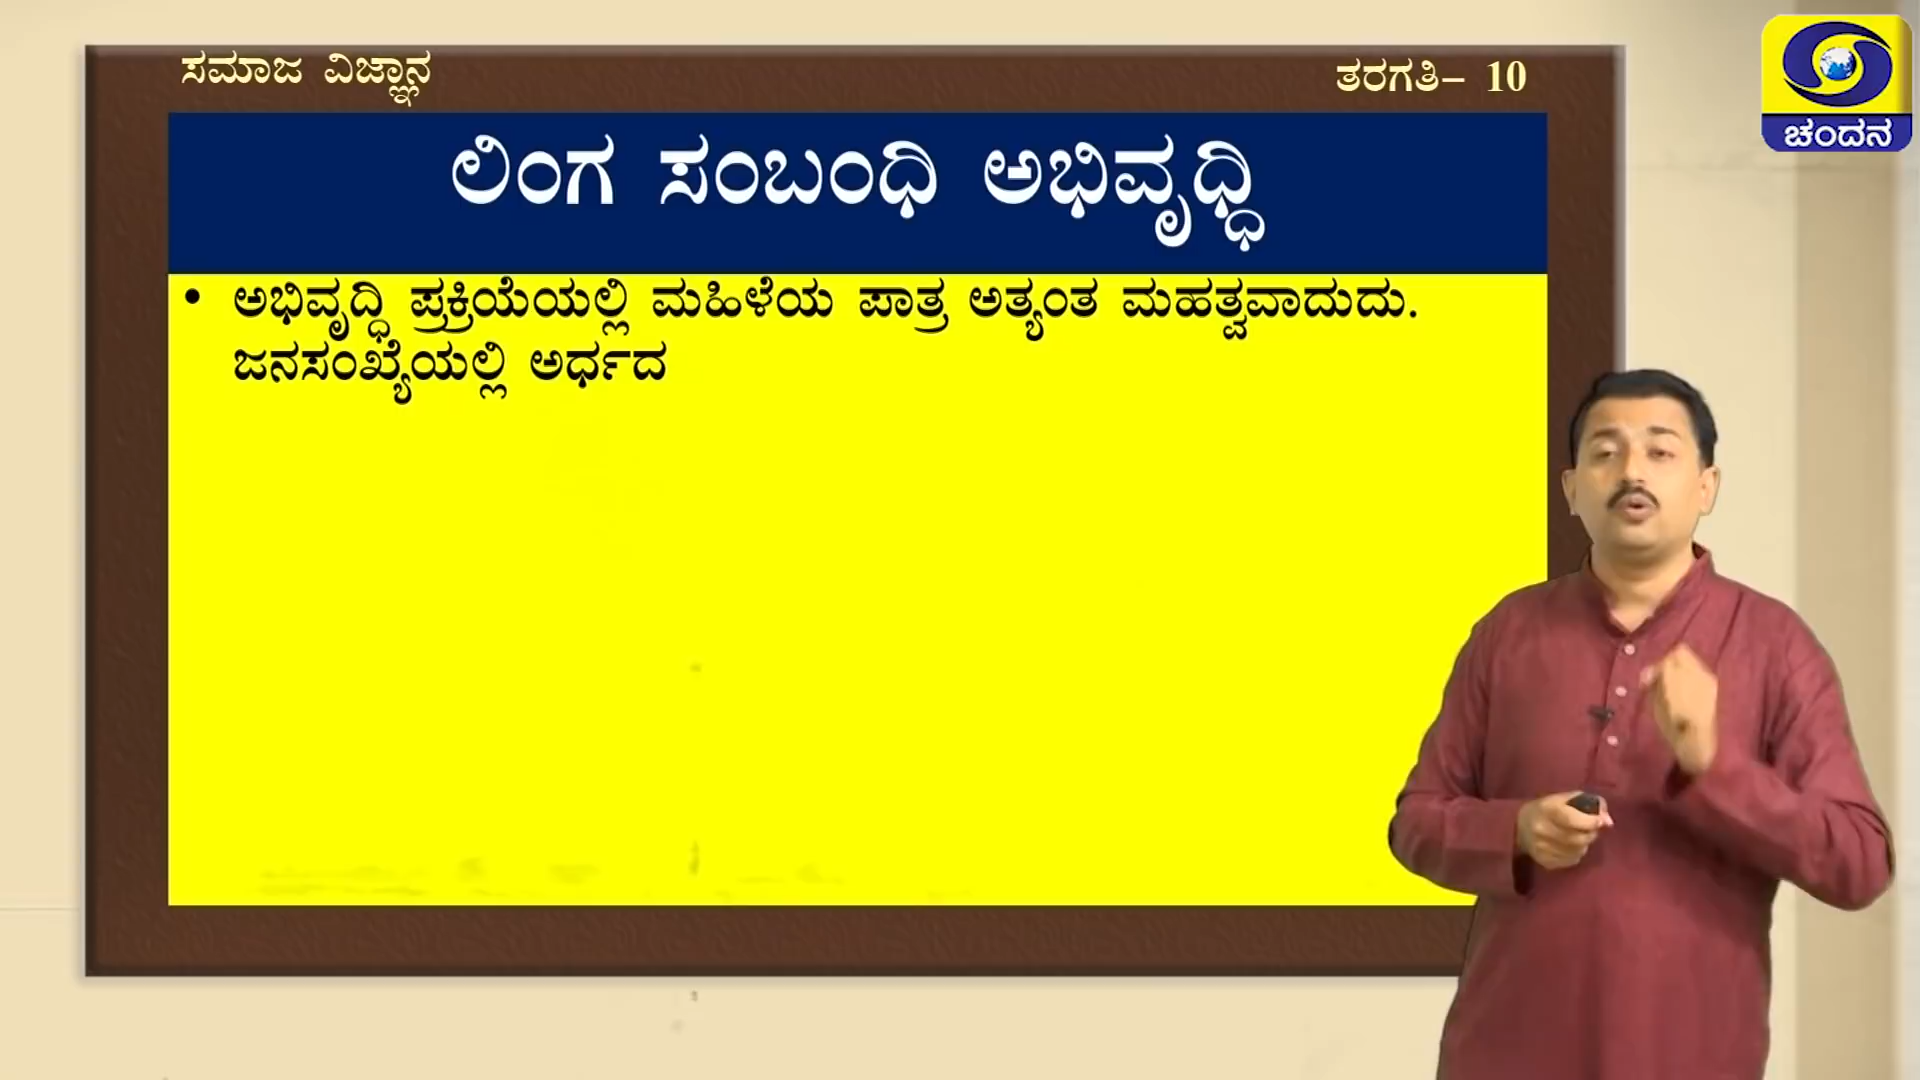 ಸಮಾಜ ವಿಜ್ಞಾನ
ತರಗತಿ– 10
ಚಂದನ
ಲಿಂಗ ಸಂಬಂಧಿ ಅಭಿವೃದ್ಧಿ
• ಅಭಿವೃದ್ಧಿ ಪ್ರಕ್ರಿಯೆಯಲ್ಲಿ ಮಹಿಳೆಯ ಪಾತ್ರ ಅತ್ಯಂತ ಮಹತ್ವವಾದುದು.
ಜನಸಂಖ್ಯೆಯಲ್ಲಿ ಅರ್ಧದ